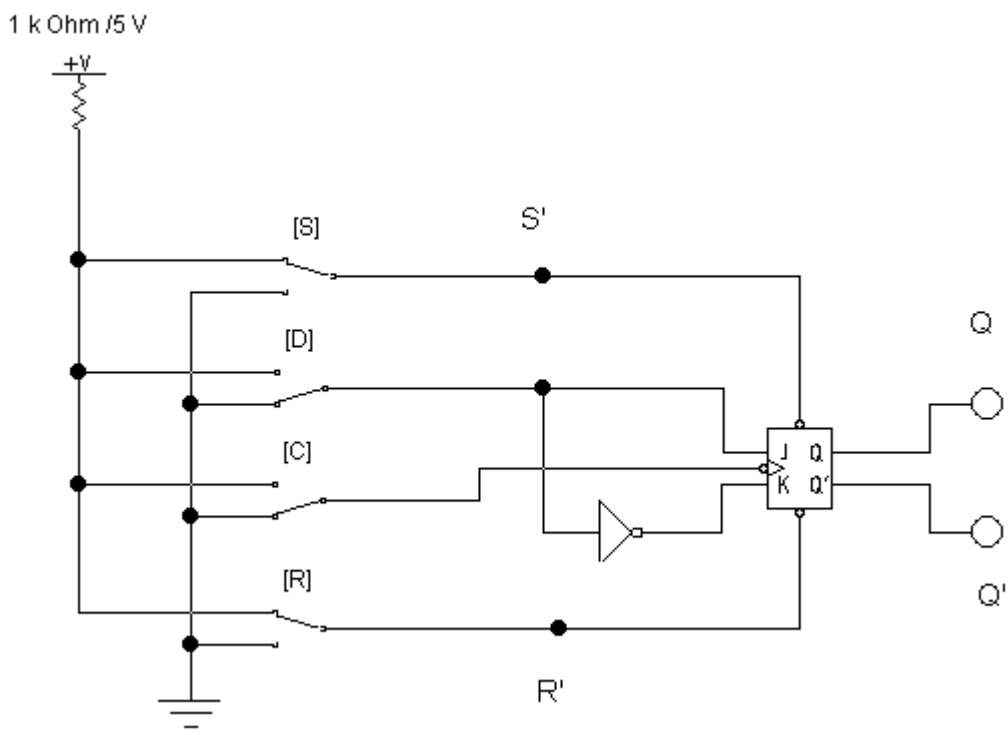 1 k Ohm /5 V
+V
[S]
S'
[D]
Q
[C]
J Q
K Q'
[R]
Q'
R'